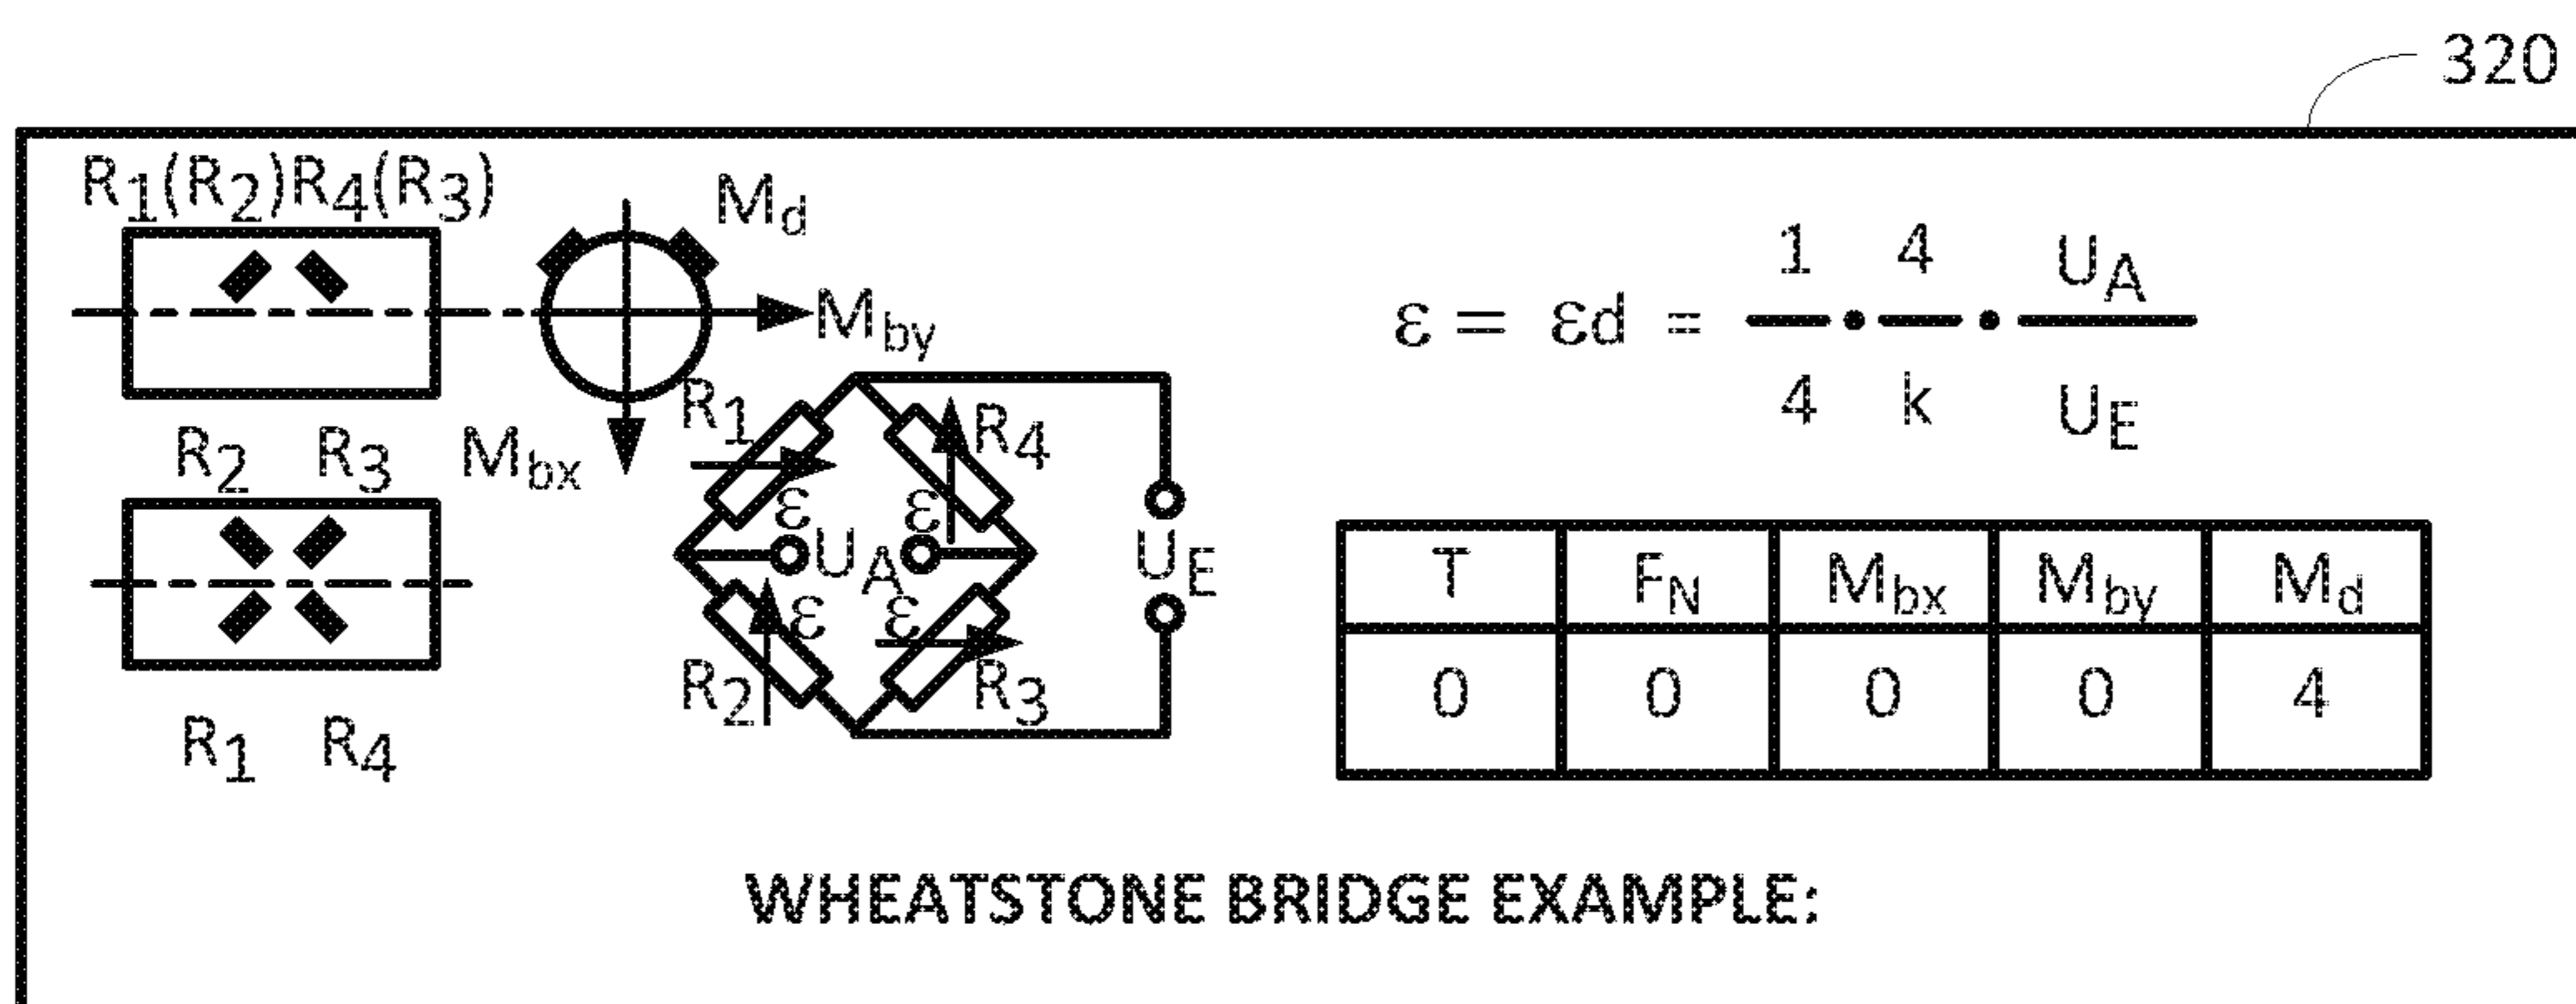 320
R1(R2)R4(R3)
Md
Mby
Mbx
R2 R3
R1 R4
R1
R4
ε ε
UA
UE
ε ε
R2
R3
ε = εd = 1/4 • 4/k • UA/UE
T FN Mbx Mby Md
0 0 0 0 4
WHEATSTONE BRIDGE EXAMPLE: